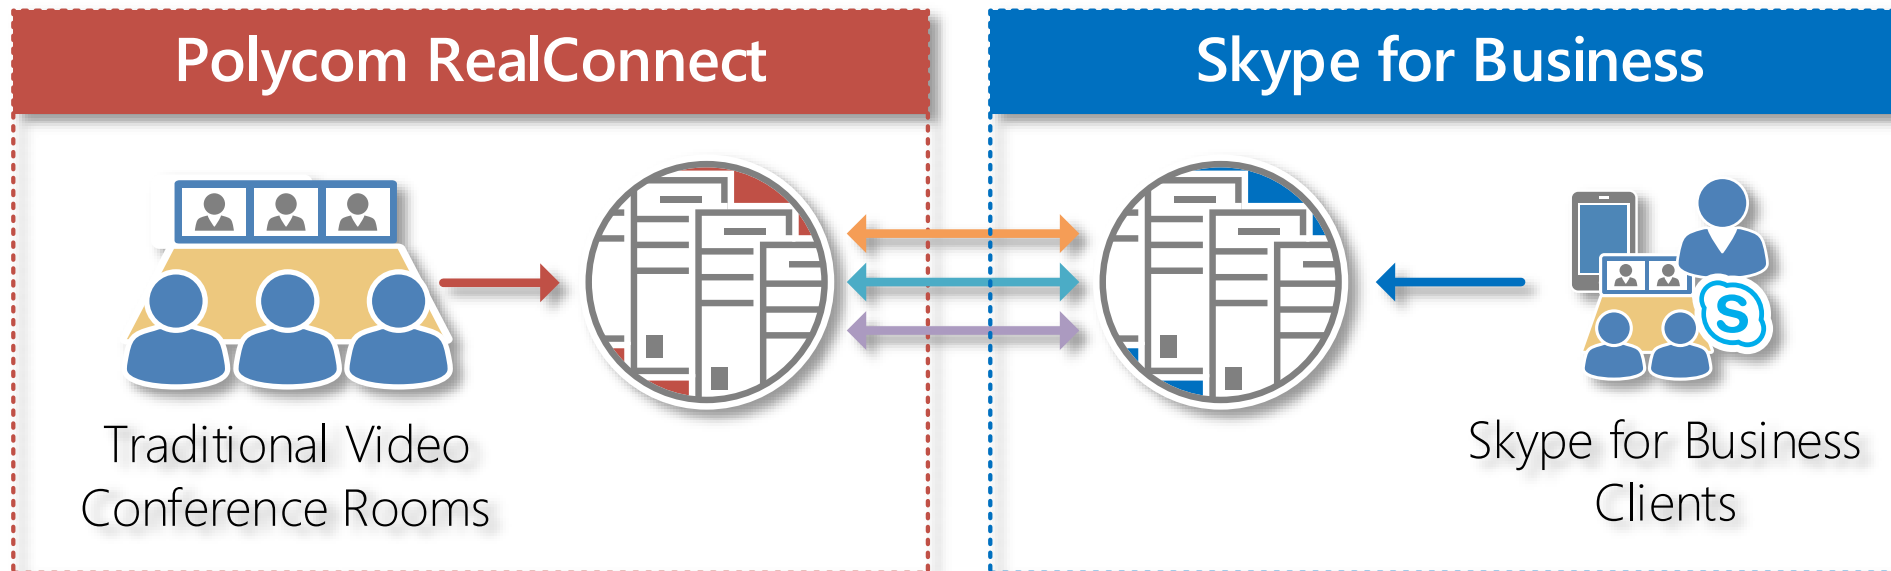 Polycom RealConnect
Skype for Business
Traditional Video
Conference Rooms
S
Skype for Business
Clients